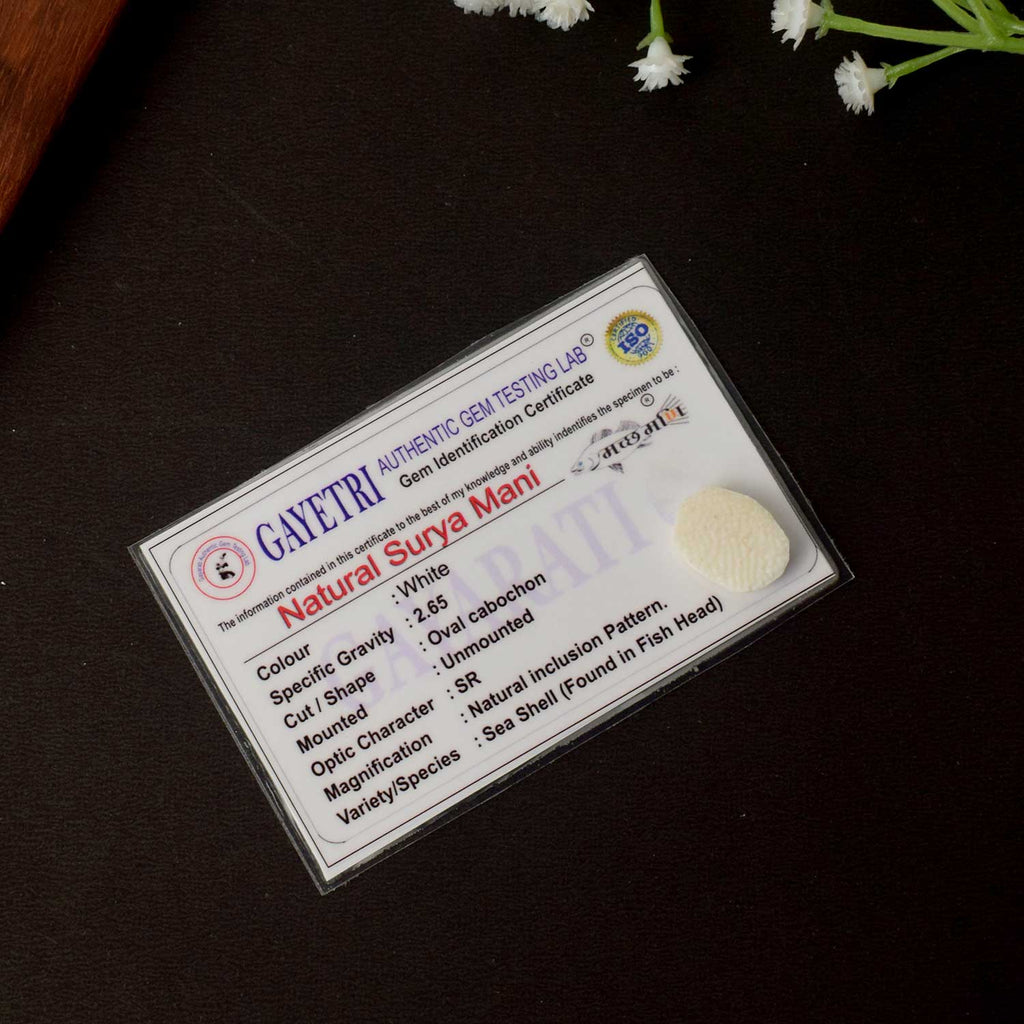 GAYETRI AUTHENTIC GEM TESTING LAB®
Gem Identification Certificate
ISO
The information contained in this certificate to the best of my knowledge and ability indentifies the specimen to be :
Natural Surya Mani
®
Colour : White
Specific Gravity : 2.65
Cut / Shape : Oval cabochon
Mounted : Unmounted
Optic Character : SR
Magnification : Natural inclusion Pattern.
Variety/Species : Sea Shell (Found in Fish Head)